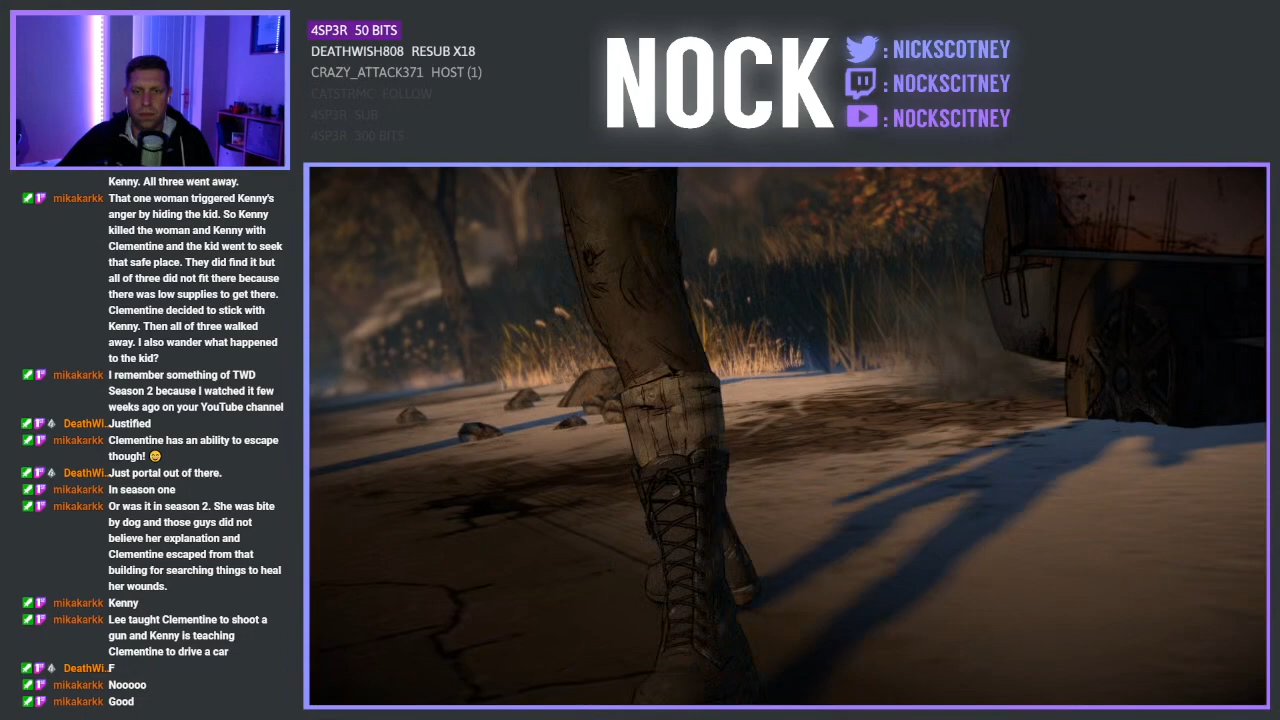 4SP3R 50 BITS
DEATHWISH808 RESUB X18
CRAZY_ATTACK371 HOST (1)
CATSTRMC FOLLOW
4SP3R SUB
4SP3R 300 BITS
NOCK
: NICKSCOTNEY
: NOCKSCITNEY
: NOCKSCITNEY
Kenny. All three went away.
mikakarkk That one woman triggered Kenny's
anger by hiding the kid. So Kenny
killed the woman and Kenny with
Clementine and the kid went to seek
that safe place. They did find it but
all of three did not fit there because
there was low supplies to get there.
Clementine decided to stick with
Kenny. Then all of three walked
away. I also wander what happened
to the kid?
mikakarkk I remember something of TWD
Season 2 because I watched it few
weeks ago on your YouTube channel
DeathWi.. Justified
mikakarkk Clementine has an ability to escape
though! 😄
DeathWi.. Just portal out of there.
mikakarkk In season one
mikakarkk Or was it in season 2. She was bite
by dog and those guys did not
believe her explanation and
Clementine escaped from that
building for searching things to heal
her wounds.
mikakarkk Kenny
mikakarkk Lee taught Clementine to shoot a
gun and Kenny is teaching
Clementine to drive a car
DeathWi.. F
mikakarkk Nooooo
mikakarkk Good